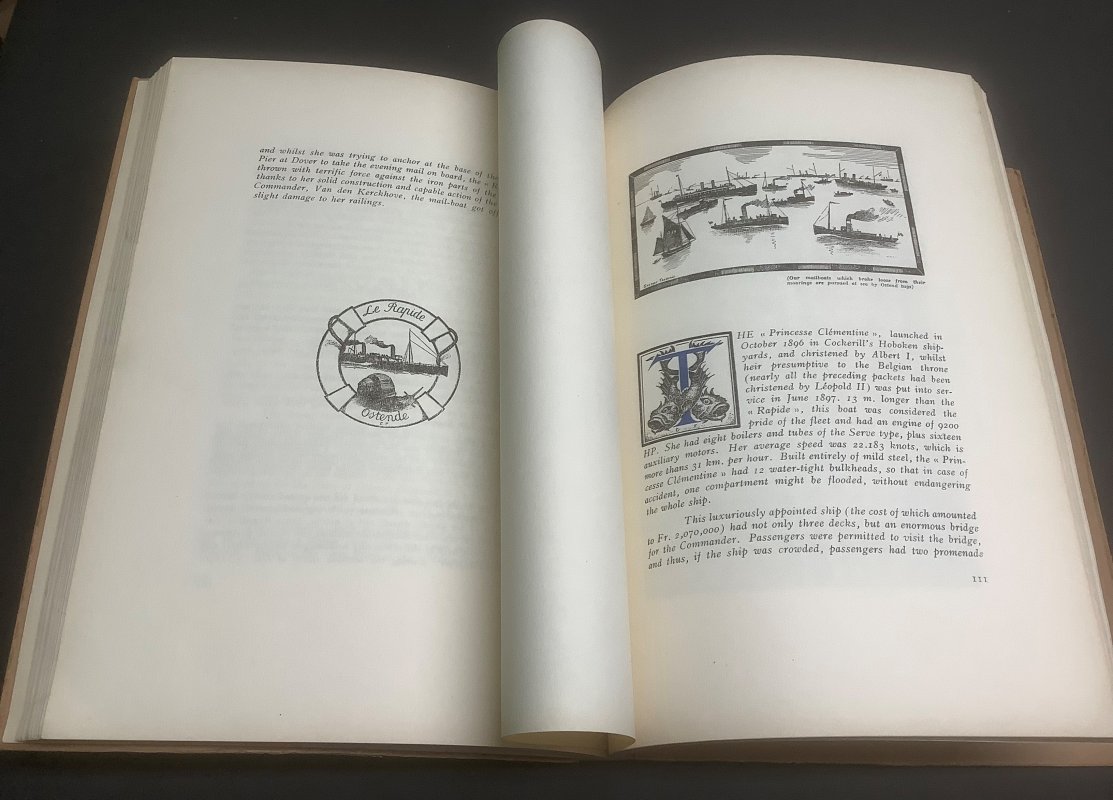 and whilst she was trying to anchor at the base of the
Pier at Dover to take the evening mail on board, the «
thrown with terrific force against the iron parts of the
thanks to her solid construction and capable action of the
Commander, Van den Kerckhove, the mail-boat got off
slight damage to her railings.
Le Rapide
Ostende
(Our mailboats which broke loose from their
moorings are pursued at sea by Ostend tugs)
THE « Princesse Clémentine », launched in
October 1896 in Cockerill's Hoboken ship-
yards, and christened by Albert I, whilst
heir presumptive to the Belgian throne
(nearly all the preceding packets had been
christened by Léopold II) was put into ser-
vice in June 1897. 13 m. longer than the
« Rapide », this boat was considered the
pride of the fleet and had an engine of 9200
HP. She had eight boilers and tubes of the Serve type, plus sixteen
auxiliary motors. Her average speed was 22.183 knots, which is
more thans 31 km. per hour. Built entirely of mild steel, the « Prin-
cesse Clémentine » had 12 water-tight bulkheads, so that in case of
accident, one compartment might be flooded, without endangering
the whole ship.
This luxuriously appointed ship (the cost of which amounted
to Fr. 2,070,000) had not only three decks, but an enormous bridge
for the Commander. Passengers were permitted to visit the bridge,
and thus, if the ship was crowded, passengers had two promenads
111